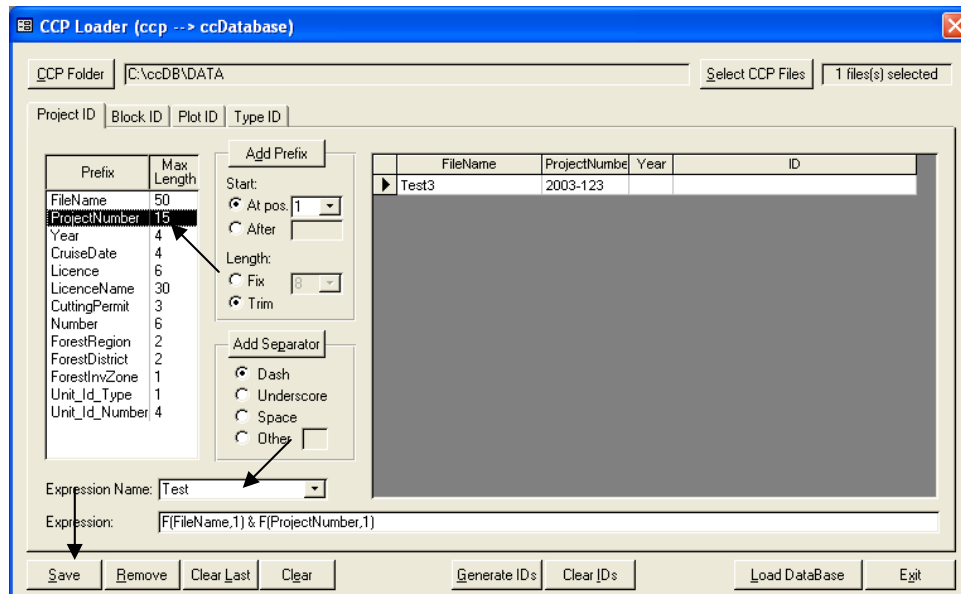 CCP Loader (ccp --> ccDatabase)
CCP Folder C:\ccDB\DATA Select CCP Files 1 files(s) selected
Project ID Block ID Plot ID Type ID
Prefix Max Length
FileName 50
ProjectNumber 15
Year 4
CruiseDate 4
Licence 6
LicenceName 30
CuttingPermit 3
Number 6
ForestRegion 2
ForestDistrict 2
ForestInvZone 1
Unit_Id_Type 1
Unit_Id_Number 4
Add Prefix
Start:
At pos. 1
After
Length:
Fix 8
Trim
Add Separator
Dash
Underscore
Space
Other
FileName ProjectNumbe Year ID
Test3 2003-123
Expression Name: Test
Expression: F(FileName,1) & F(ProjectNumber,1)
Save Remove Clear Last Clear Generate IDs Clear IDs Load DataBase Exit